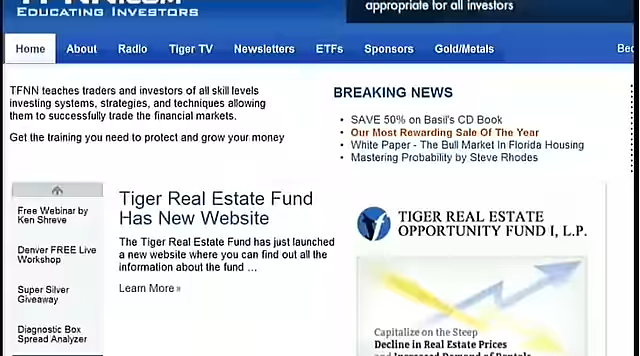 TFNN.COM
EDUCATING INVESTORS
appropriate for all investors
Home
About
Radio
Tiger TV
Newsletters
ETFs
Sponsors
Gold/Metals
TFNN teaches traders and investors of all skill levels
investing systems, strategies, and techniques allowing
them to successfully trade the financial markets.
Get the training you need to protect and grow your money
BREAKING NEWS
• SAVE 50% on Basil's CD Book
• Our Most Rewarding Sale Of The Year
• White Paper - The Bull Market In Florida Housing
• Mastering Probability by Steve Rhodes
Free Webinar by
Ken Shreve
Denver FREE Live
Workshop
Super Silver
Giveaway
Diagnostic Box
Spread Analyzer
Tiger Real Estate Fund
Has New Website
The Tiger Real Estate Fund has just launched
a new website where you can find out all the
information about the fund ...
Learn More »
TIGER REAL ESTATE
OPPORTUNITY FUND I, L.P.
Capitalize on the Steep
Decline in Real Estate Prices
and Increased Demand of Rentals